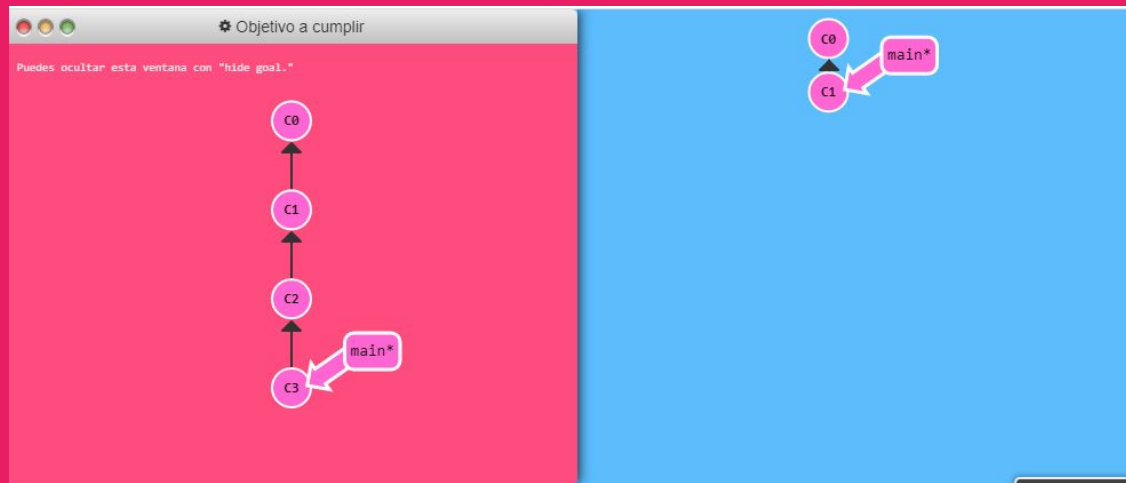 Objetivo a cumplir
Puedes ocultar esta ventana con "hide goal."
C0
C1
C2
main*
C3
C0
main*
C1